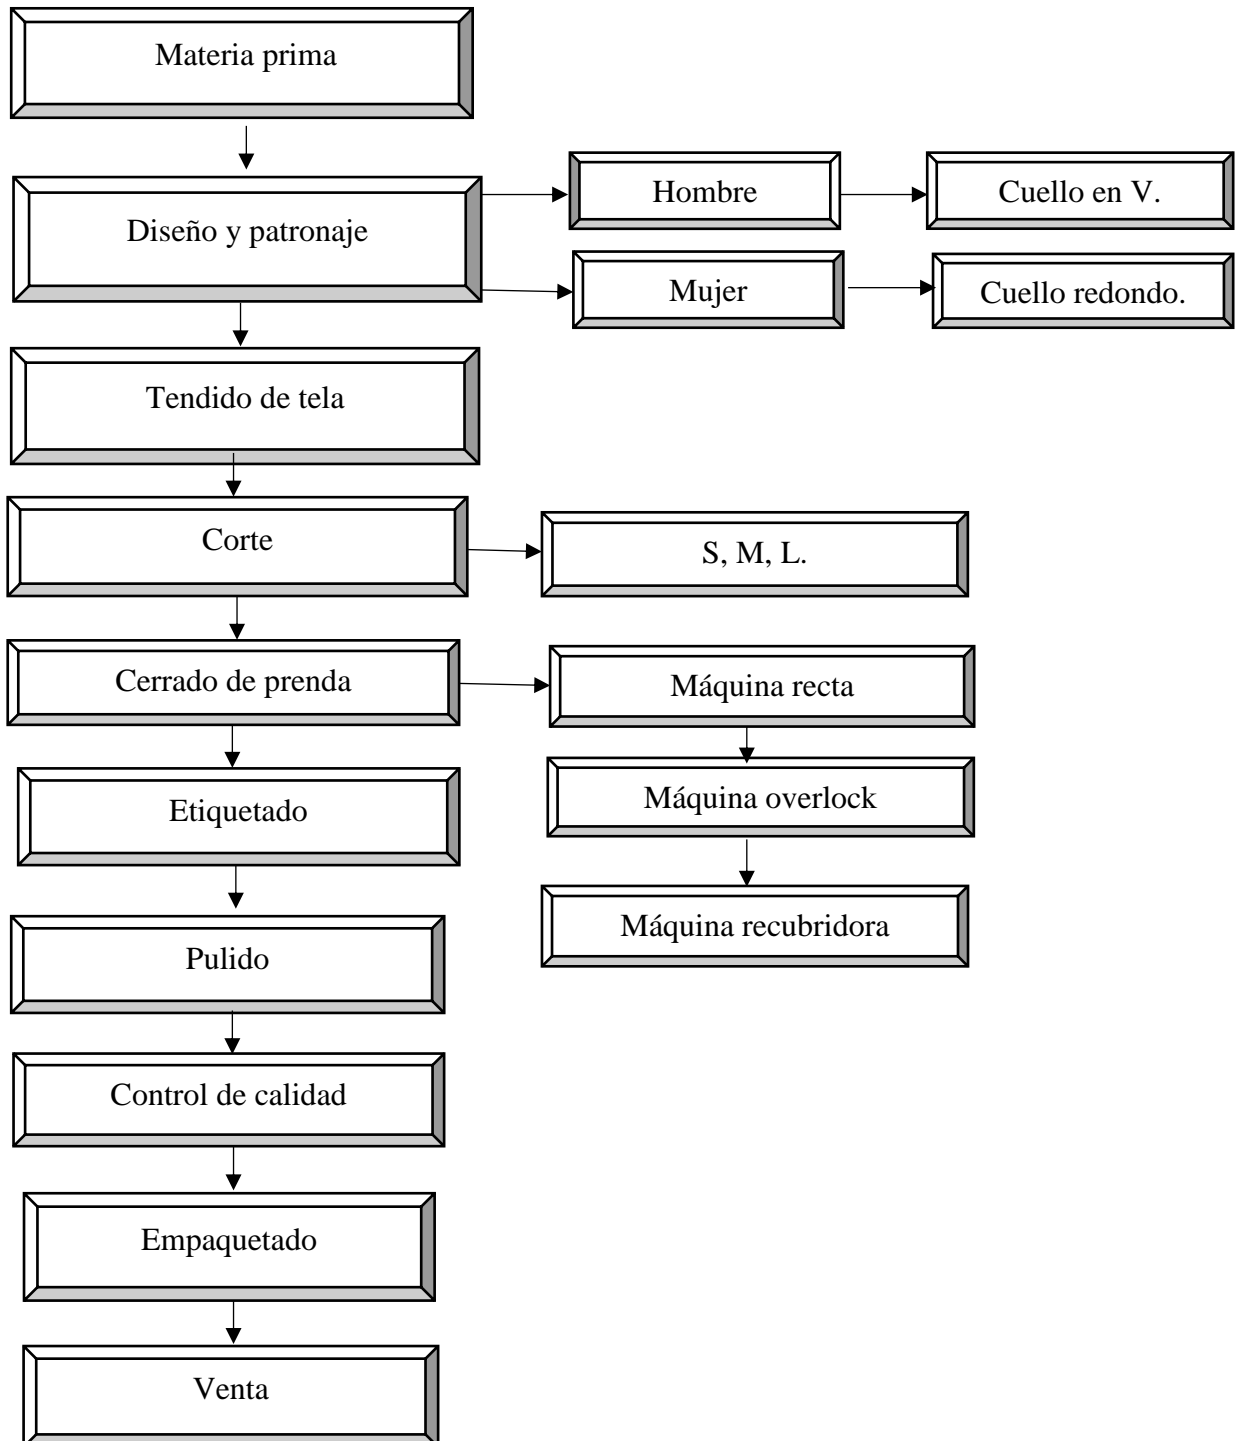 Materia prima
Diseño y patronaje
Hombre
Cuello en V.
Mujer
Cuello redondo.
Tendido de tela
Corte
S, M, L.
Cerrado de prenda
Máquina recta
Etiquetado
Máquina overlock
Pulido
Máquina recubridora
Control de calidad
Empaquetado
Venta